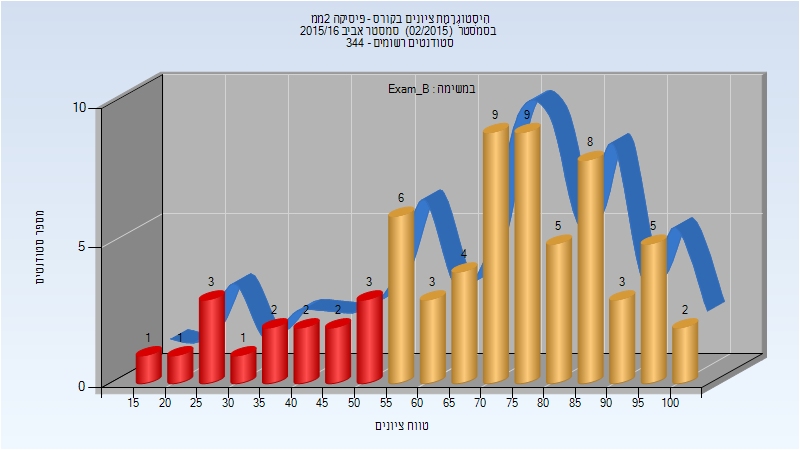 היסטוגרמת ציונים בקורס - פיסיקה 2ממ
בסמסטר (02/2015) סמסטר אביב 2015/16
סטודנטים רשומים - 344
במשימה : Exam_B
מספר סטודנטים
10
5
0
1 1 3 1 2 2 2 3 6 3 4 9 9 5 8 3 5 2
15 20 25 30 35 40 45 50 55 60 65 70 75 80 85 90 95 100
טווח ציונים